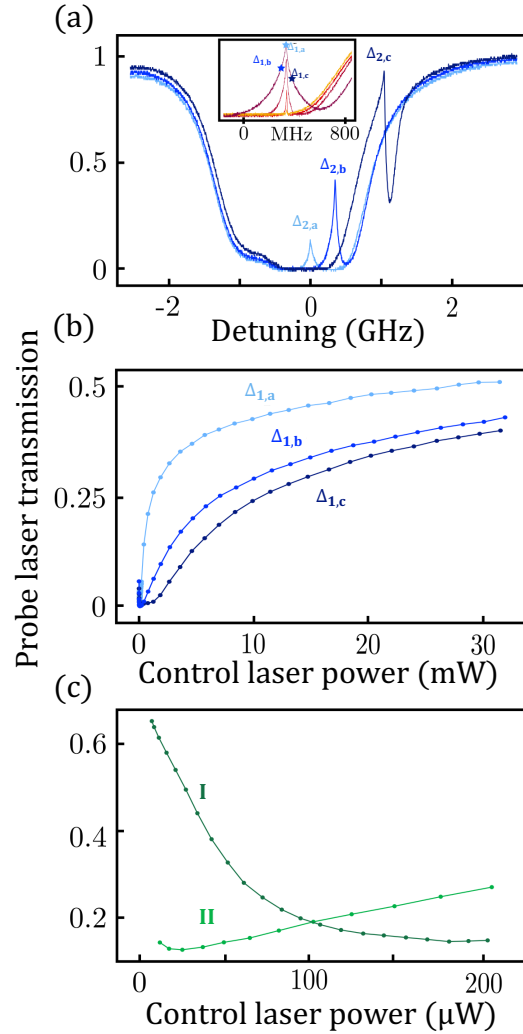 (a)
1
0.5
0
Δ1,a
Δ1,b
Δ1,c
0
MHz
800
Δ2,c
Δ2,b
Δ2,a
-2
0
2
Detuning (GHz)
(b)
Probe laser transmission
0.5
0.25
0
Δ1,a
Δ1,b
Δ1,c
0
10
20
30
Control laser power (mW)
(c)
0.6
0.4
0.2
I
II
0
100
200
Control laser power (μW)